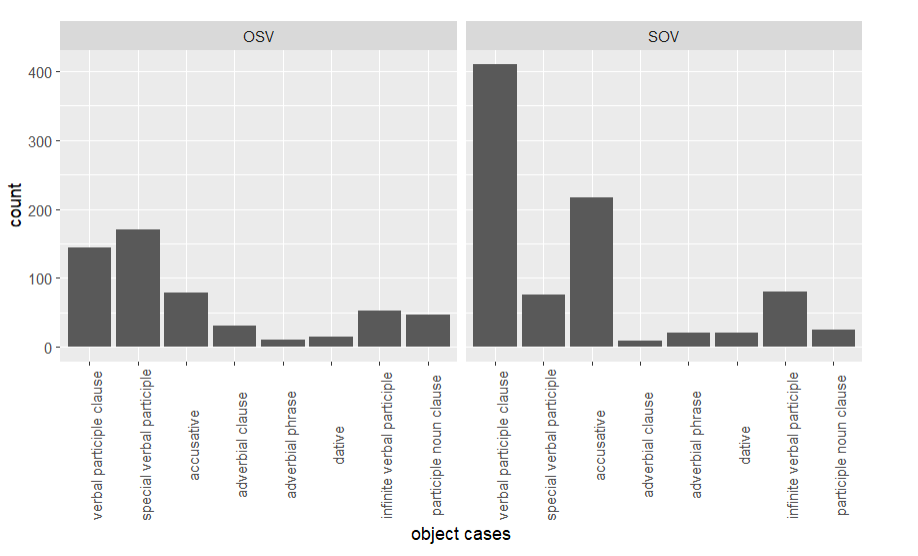 OSV
SOV
count
400
300
200
100
0
verbal participle clause
special verbal participle
accusative
adverbial clause
adverbial phrase
dative
infinite verbal participle
participle noun clause
verbal participle clause
special verbal participle
accusative
adverbial clause
adverbial phrase
dative
infinite verbal participle
participle noun clause
object cases